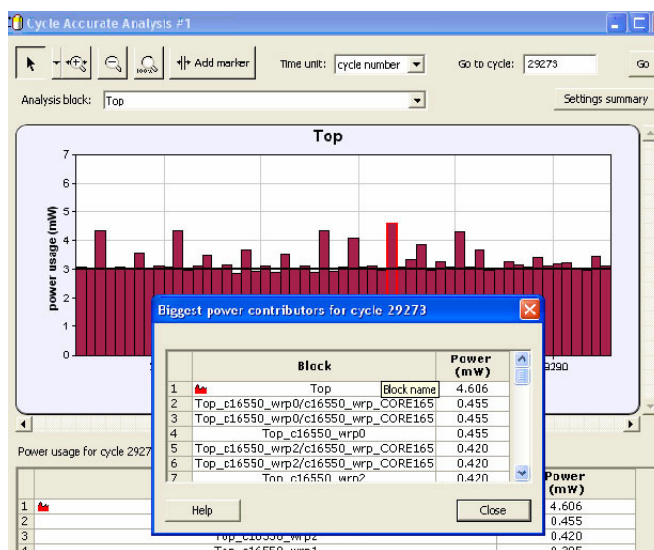 Cycle Accurate Analysis #1
100% Add marker Time unit: cycle number Go to cycle: 29273 Go
Analysis block: Top Settings summary
Top
7
6
5
4
3
2
1
0
power usage (mW)
Biggest power contributors for cycle 29273
Block Power (mW)
1 Top 4.606
Block name
2 Top_c16550_wrp0/c16550_wrp_CORE165 0.455
3 Top_c16550_wrp0/c16550_wrp_CORE165 0.455
4 Top_c16550_wrp0 0.455
5 Top_c16550_wrp2/c16550_wrp_CORE165 0.420
6 Top_c16550_wrp2/c16550_wrp_CORE165 0.420
7 Top_c16550_wrp2 0.420
Help Close
Power usage for cycle 2927
Power (mW)
1 4.606
2 0.455
3 Top_c16550_wrp2 0.420
4 Top_c16550_wrp1